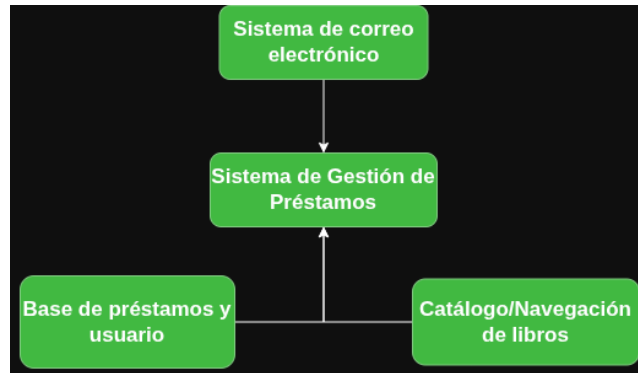 Sistema de correo
electrónico
Sistema de Gestión de
Préstamos
Base de préstamos y
usuario
Catálogo/Navegación
de libros